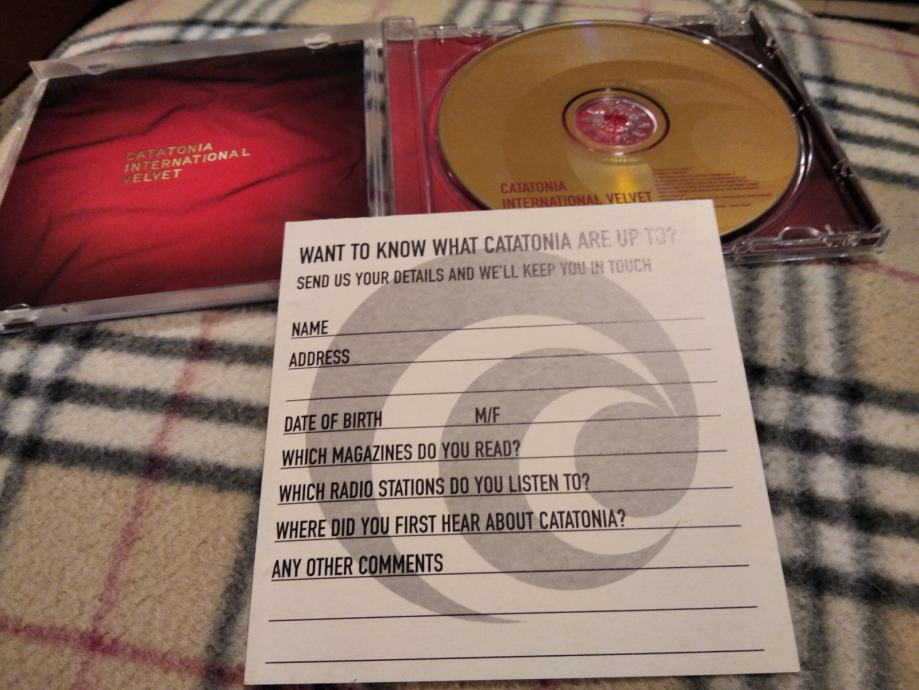 CATATONIA
INTERNATIONAL
VELVET
CATATONIA
INTERNATIONAL VELVET
WANT TO KNOW WHAT CATATONIA ARE UP TO?
SEND US YOUR DETAILS AND WE'LL KEEP YOU IN TOUCH
NAME
ADDRESS
DATE OF BIRTH M/F
WHICH MAGAZINES DO YOU READ?
WHICH RADIO STATIONS DO YOU LISTEN TO?
WHERE DID YOU FIRST HEAR ABOUT CATATONIA?
ANY OTHER COMMENTS